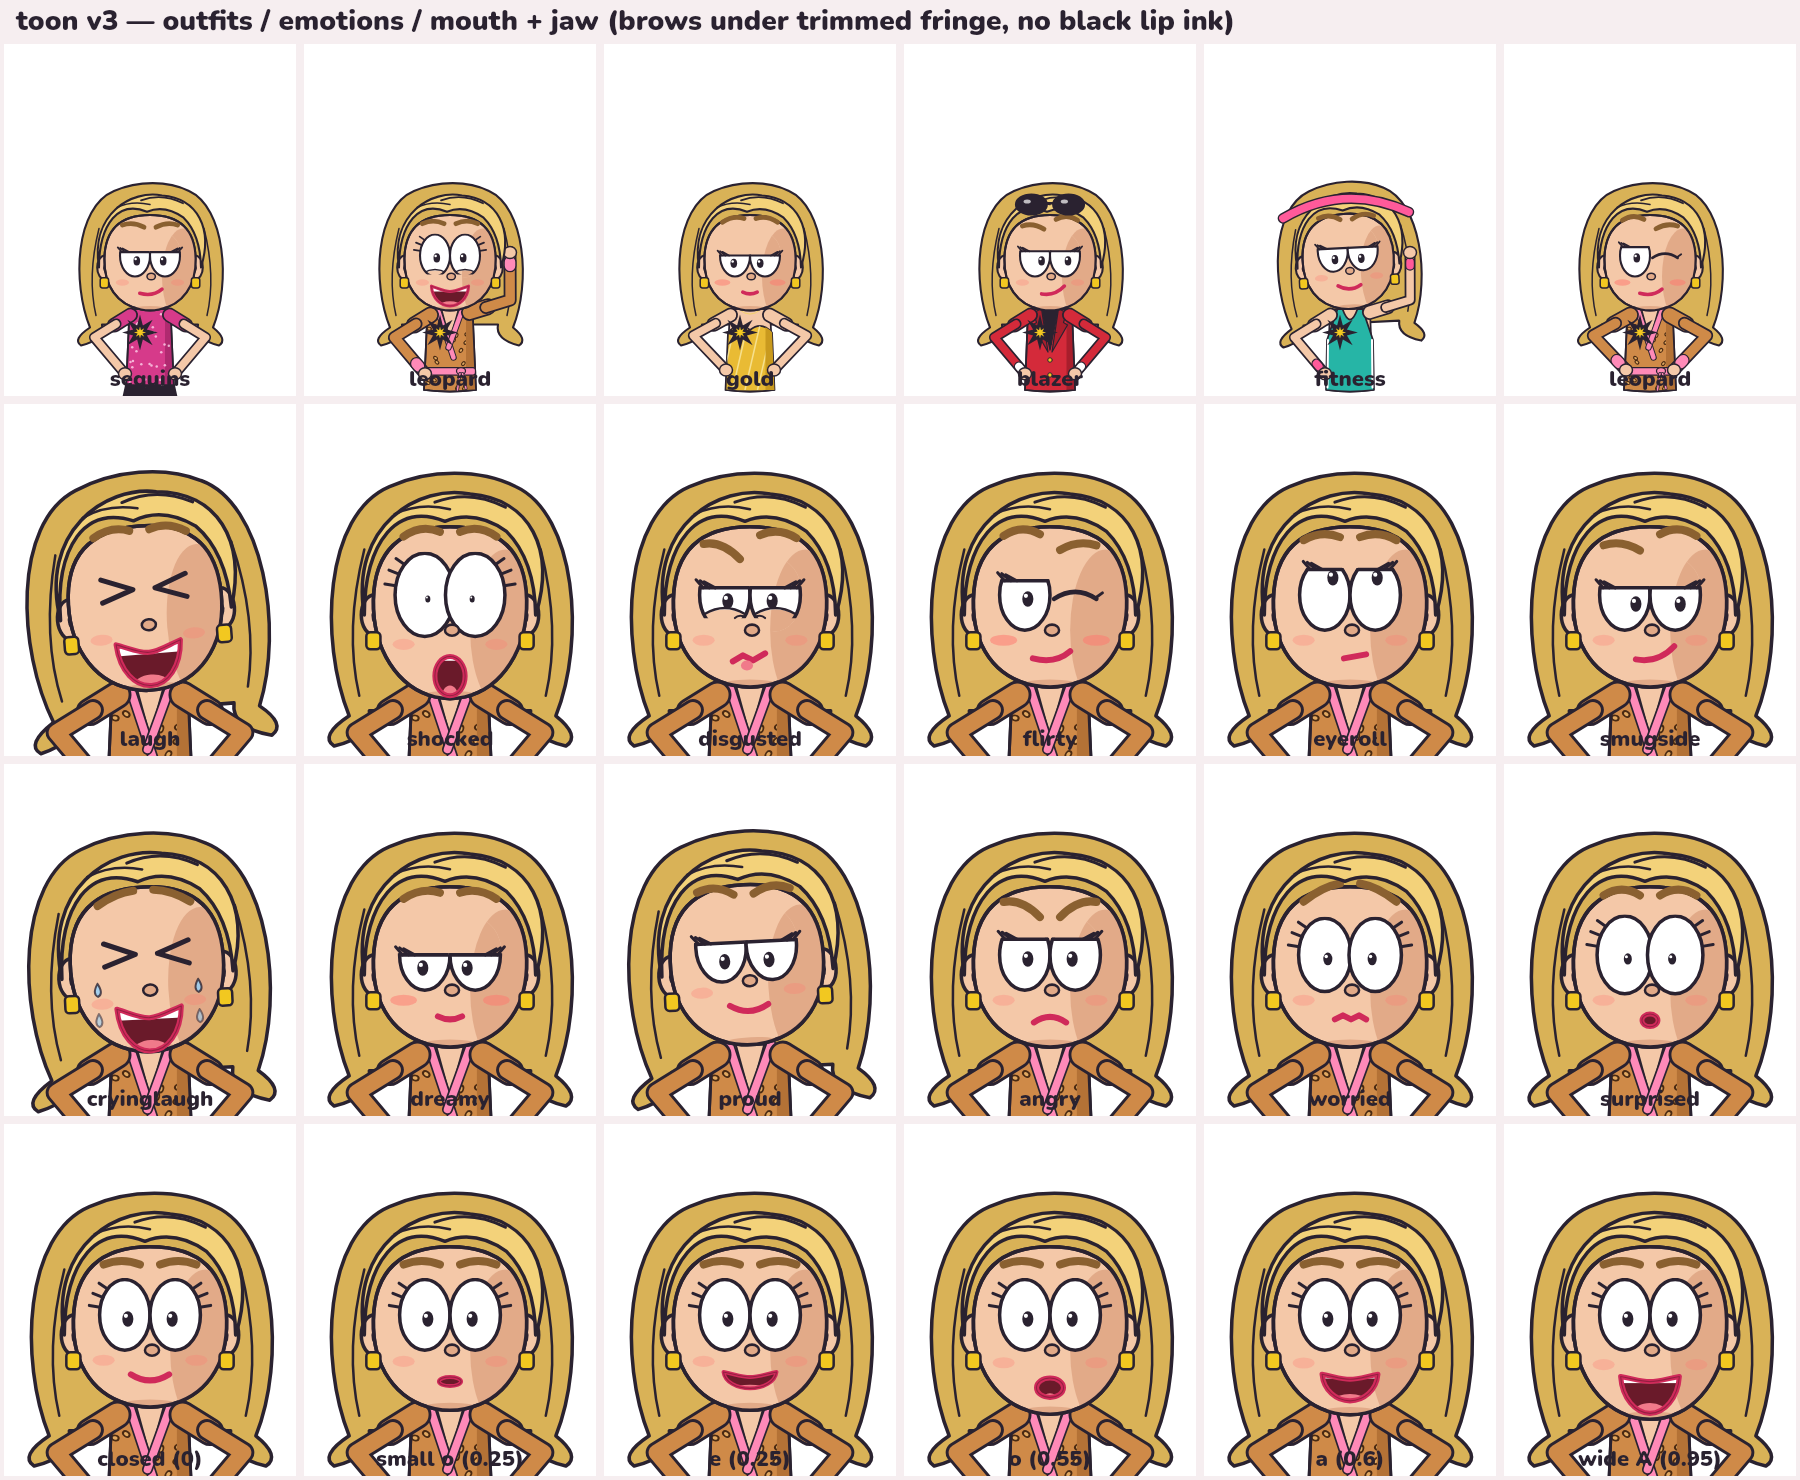 toon v3 — outfits / emotions / mouth + jaw (brows under trimmed fringe, no black lip ink)
sequins
leopard
gold
blazer
fitness
leopard
laugh
shocked
disgusted
flirty
eyeroll
smugside
cryinglaugh
dreamy
proud
angry
worried
surprised
closed (0)
small o (0.25)
e (0.25)
o (0.55)
a (0.6)
wide A (0.95)